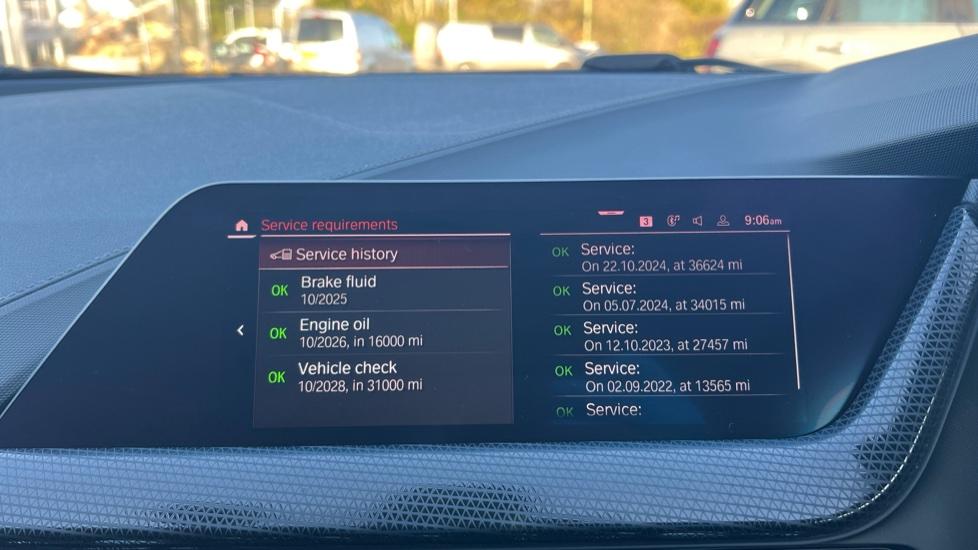 Service requirements
3
9:06am
Service history
Brake fluid
10/2025
Engine oil
10/2026, in 16000 mi
Vehicle check
10/2028, in 31000 mi
OK
OK
OK
OK Service:
On 22.10.2024, at 36624 mi
OK Service:
On 05.07.2024, at 34015 mi
OK Service:
On 12.10.2023, at 27457 mi
OK Service:
On 02.09.2022, at 13565 mi
OK Service: